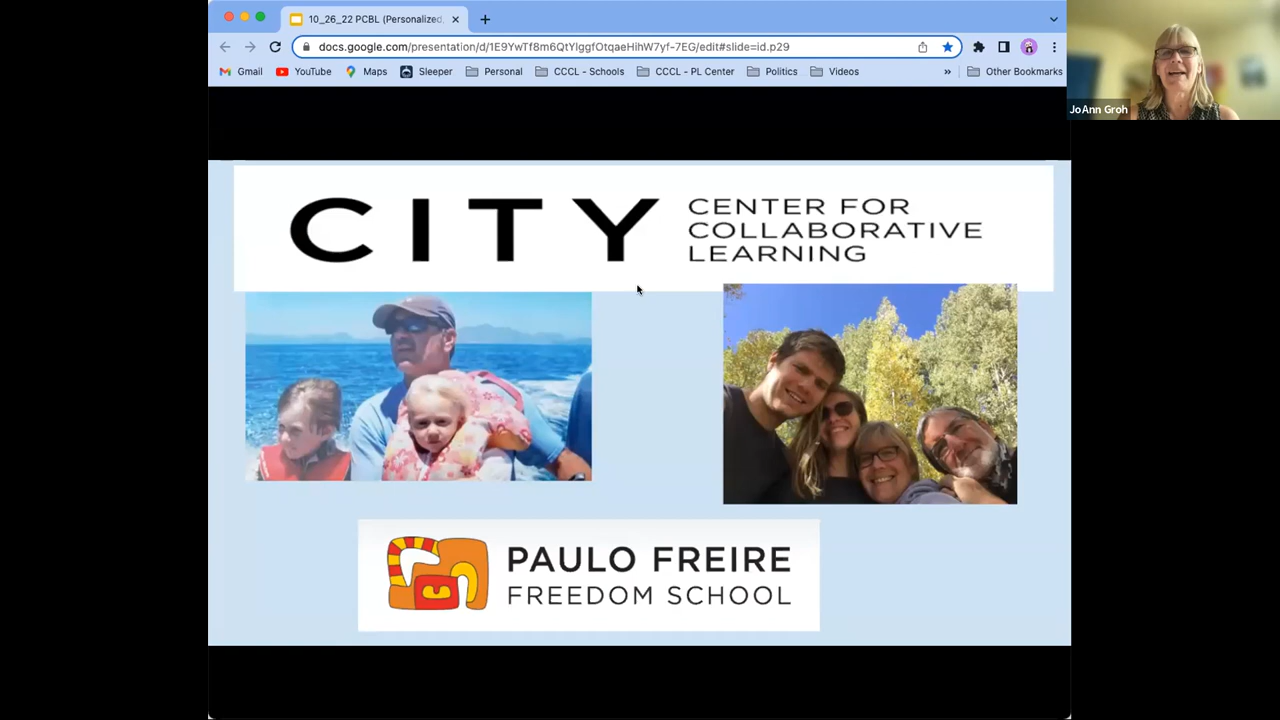 10_26_22 PCBL (Personalized,
docs.google.com/presentation/d/1E9YwTf8m6QtYlggfOtqaeHihW7yf-7EG/edit#slide=id.p29
Gmail YouTube Maps Sleeper Personal CCCL - Schools CCCL - PL Center Politics Videos » Other Bookmarks
JoAnn Groh
CITY CENTER FOR
COLLABORATIVE
LEARNING
PAULO FREIRE
FREEDOM SCHOOL